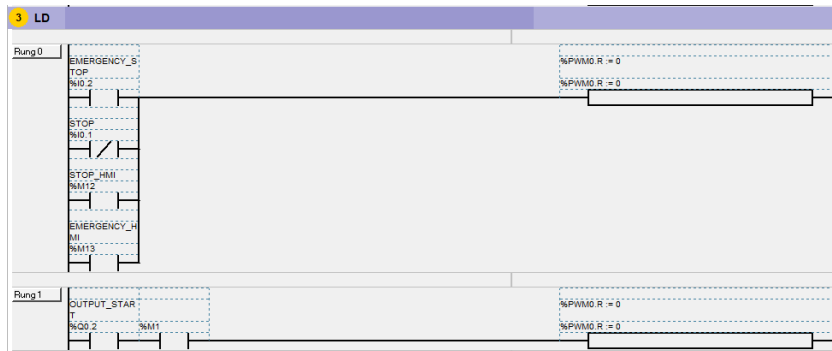 3 LD
Rung 0
EMERGENCY_S
TOP
%I0.2
%PWM0.R := 0
%PWM0.R := 0
STOP
%I0.1
STOP_HMI
%M12
EMERGENCY_H
MI
%M13
Rung 1
OUTPUT_STAR
T
%Q0.2 %M1
%PWM0.R := 0
%PWM0.R := 0